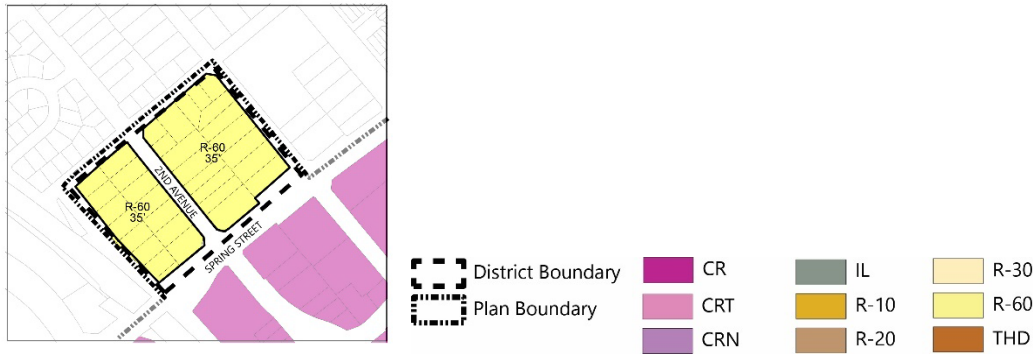 R-60
35'
2ND AVENUE
R-60
35'
SPRING STREET
District Boundary
Plan Boundary
CR
CRT
CRN
IL
R-10
R-20
R-30
R-60
THD